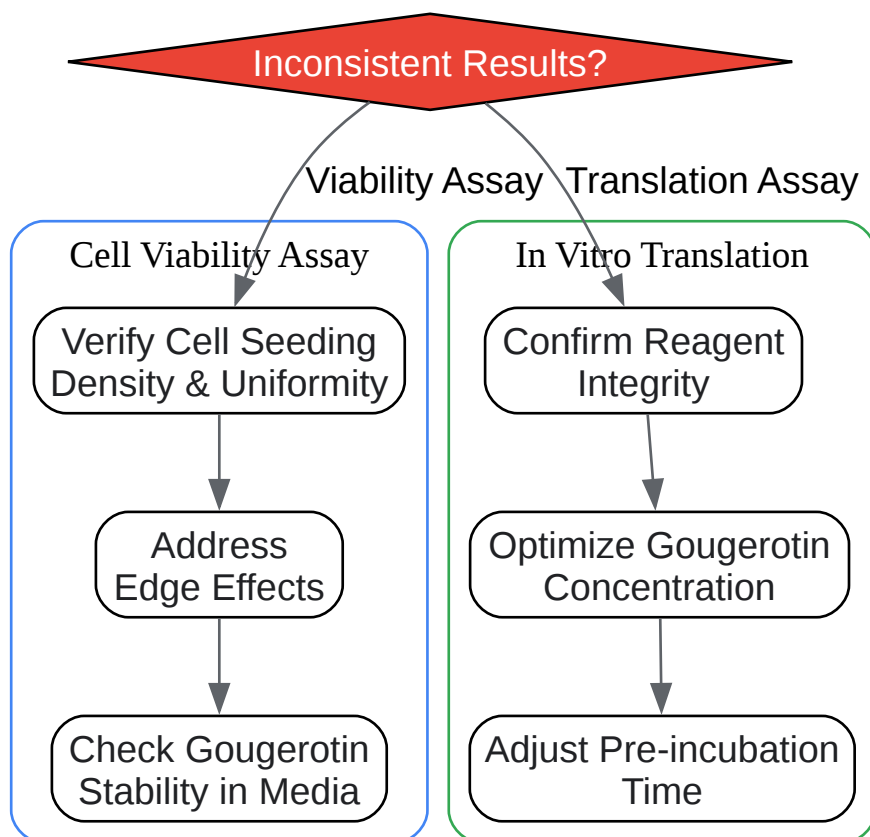 Inconsistent Results?
Viability Assay
Translation Assay
Cell Viability Assay
Verify Cell Seeding
Density & Uniformity
Address
Edge Effects
Check Gougerotin
Stability in Media
In Vitro Translation
Confirm Reagent
Integrity
Optimize Gougerotin
Concentration
Adjust Pre-incubation
Time